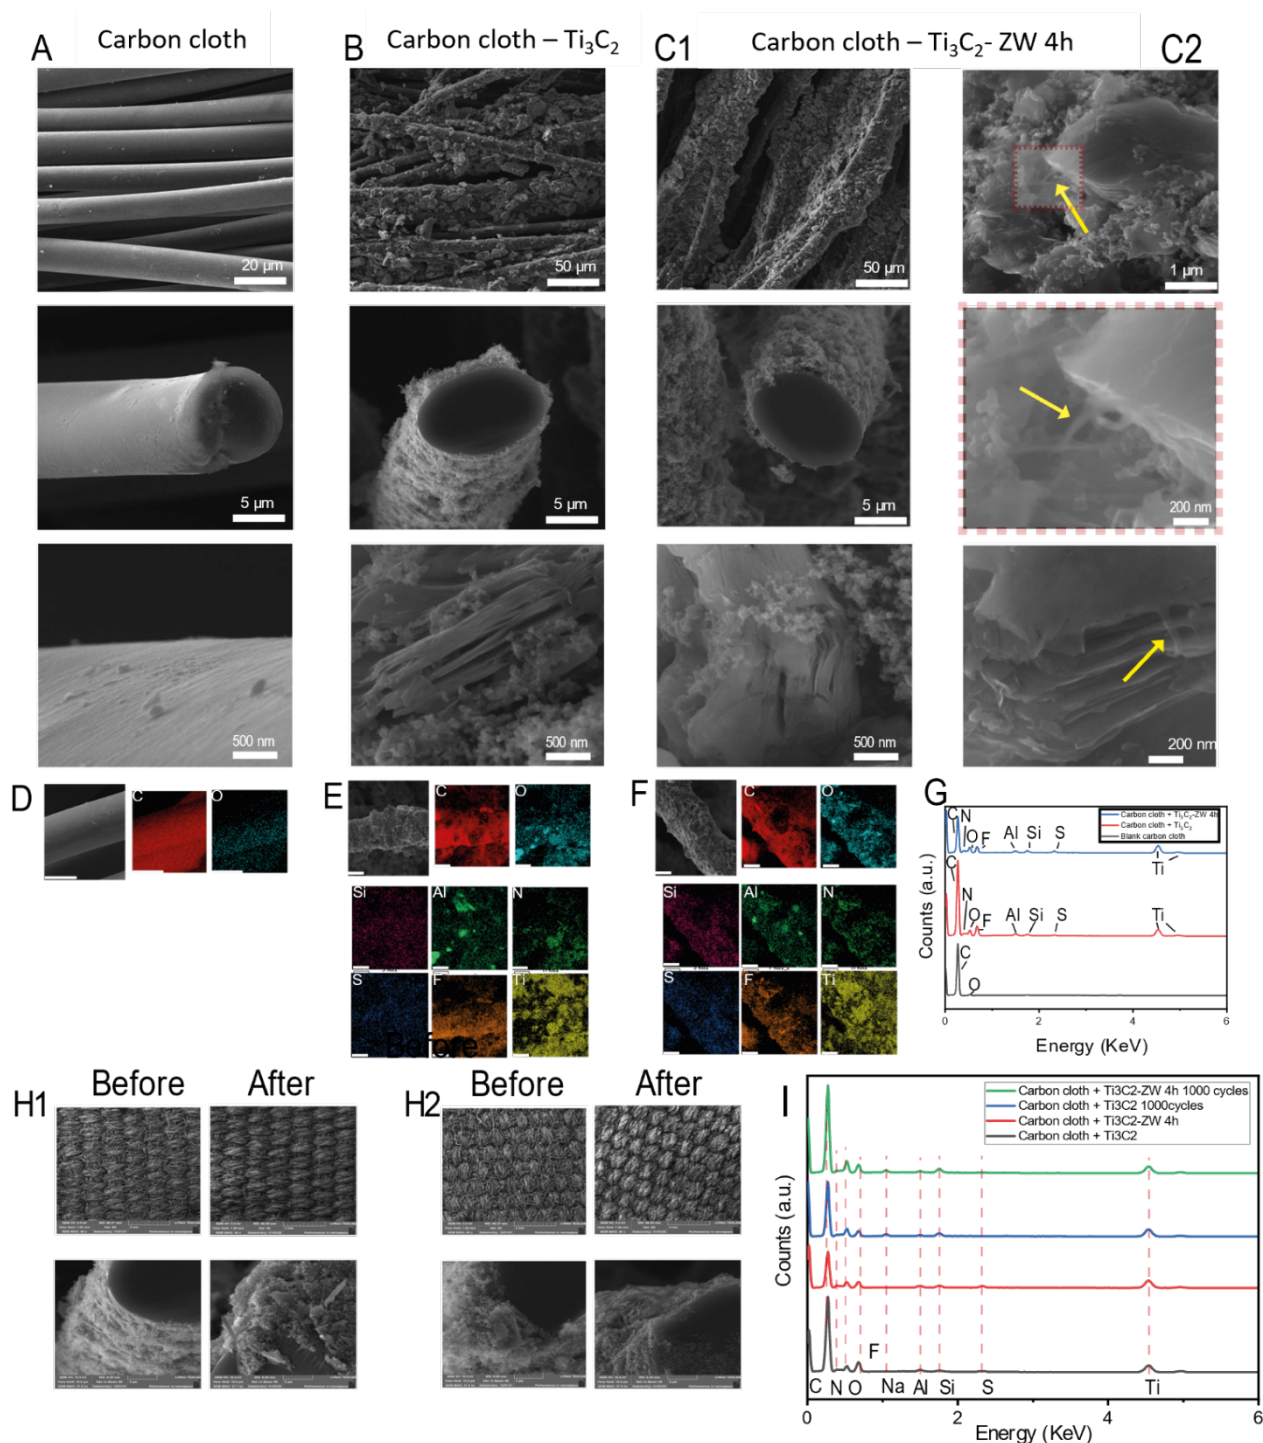 A
Carbon cloth
B
Carbon cloth – Ti₃C₂
C1
Carbon cloth – Ti₃C₂- ZW 4h
C2
20 µm
50 µm
50 µm
1 µm
5 µm
5 µm
5 µm
200 nm
500 nm
500 nm
500 nm
200 nm
D
C
O
E
C
O
Si
Al
N
S
F
Ti
Before
F
C
O
Si
Al
N
S
F
Ti
G
Carbon cloth + Ti₃C₂-ZW 4h
Carbon cloth + Ti₃C₂
Blank carbon cloth
C
N
O
F
Al
Si
S
Ti
C
N
O
F
Al
Si
S
Ti
C
O
Counts (a.u.)
0
2
4
6
Energy (KeV)
H1
Before
After
H2
Before
After
I
Carbon cloth + Ti3C2-ZW 4h 1000 cycles
Carbon cloth + Ti3C2 1000cycles
Carbon cloth + Ti3C2-ZW 4h
Carbon cloth + Ti3C2
Counts (a.u.)
F
C
N
O
Na
Al
Si
S
Ti
0
2
4
6
Energy (KeV)